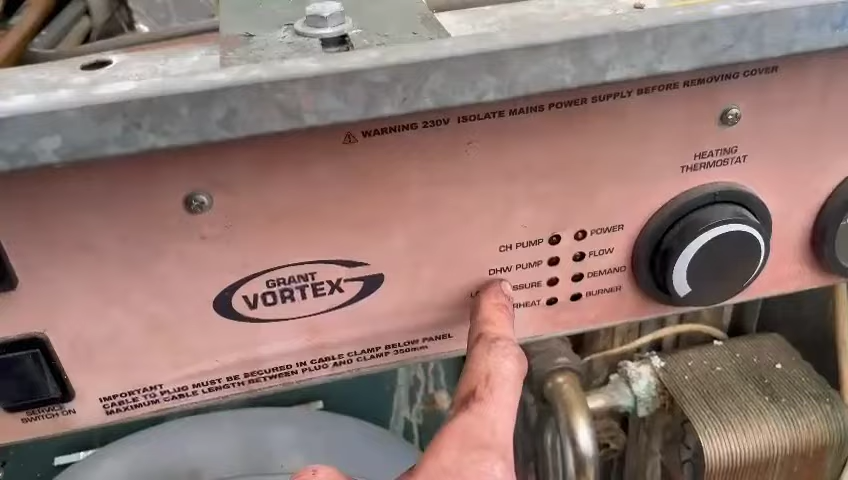 WARNING 230V ISOLATE MAINS POWER SUPPLY BEFORE REMOVING COVER
HEATING
THERMOSTAT
CH PUMP
POWER
DHW PUMP
FLOW
DEMAND
BURNER
GRANT
VORTEX
IMPORTANT
CABLE TO PLUG MUST BE SECURED IN CABLE CLAMP BELOW PANEL
MAXIMUM CABLE LENGTH BETWEEN PLUG AND CLAMP 350mm
SERVICE
SWITCH ON